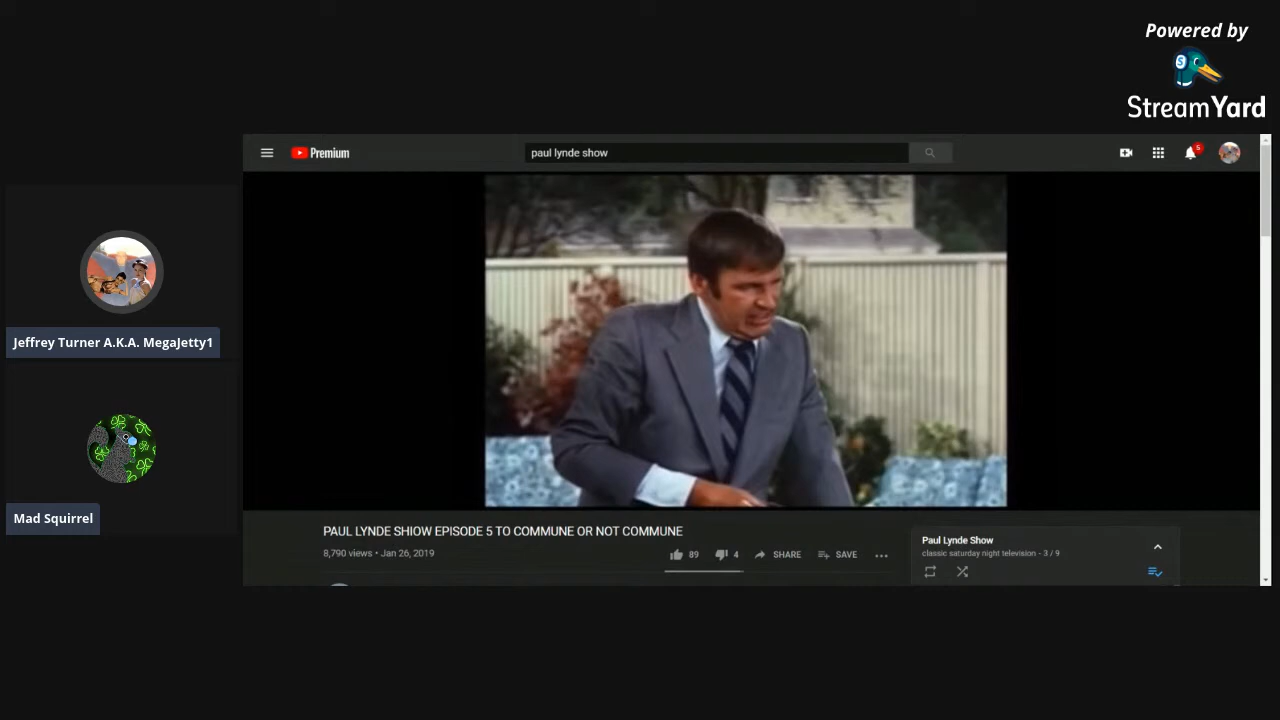 Powered by
StreamYard
Premium
paul lynde show
5
Jeffrey Turner A.K.A. MegaJetty1
Mad Squirrel
PAUL LYNDE SHIOW EPISODE 5 TO COMMUNE OR NOT COMMUNE
8,790 views • Jan 26, 2019
89
4
SHARE
SAVE
Paul Lynde Show
classic saturday night television - 3 / 9